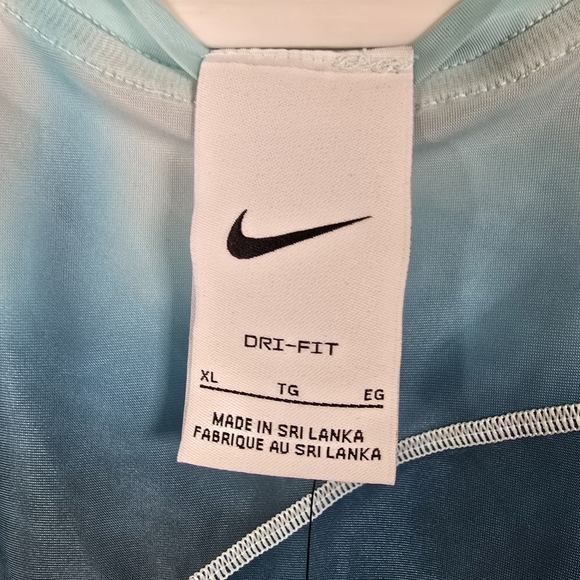 DRI-FIT
XL TG EG
MADE IN SRI LANKA
FABRIQUE AU SRI LANKA